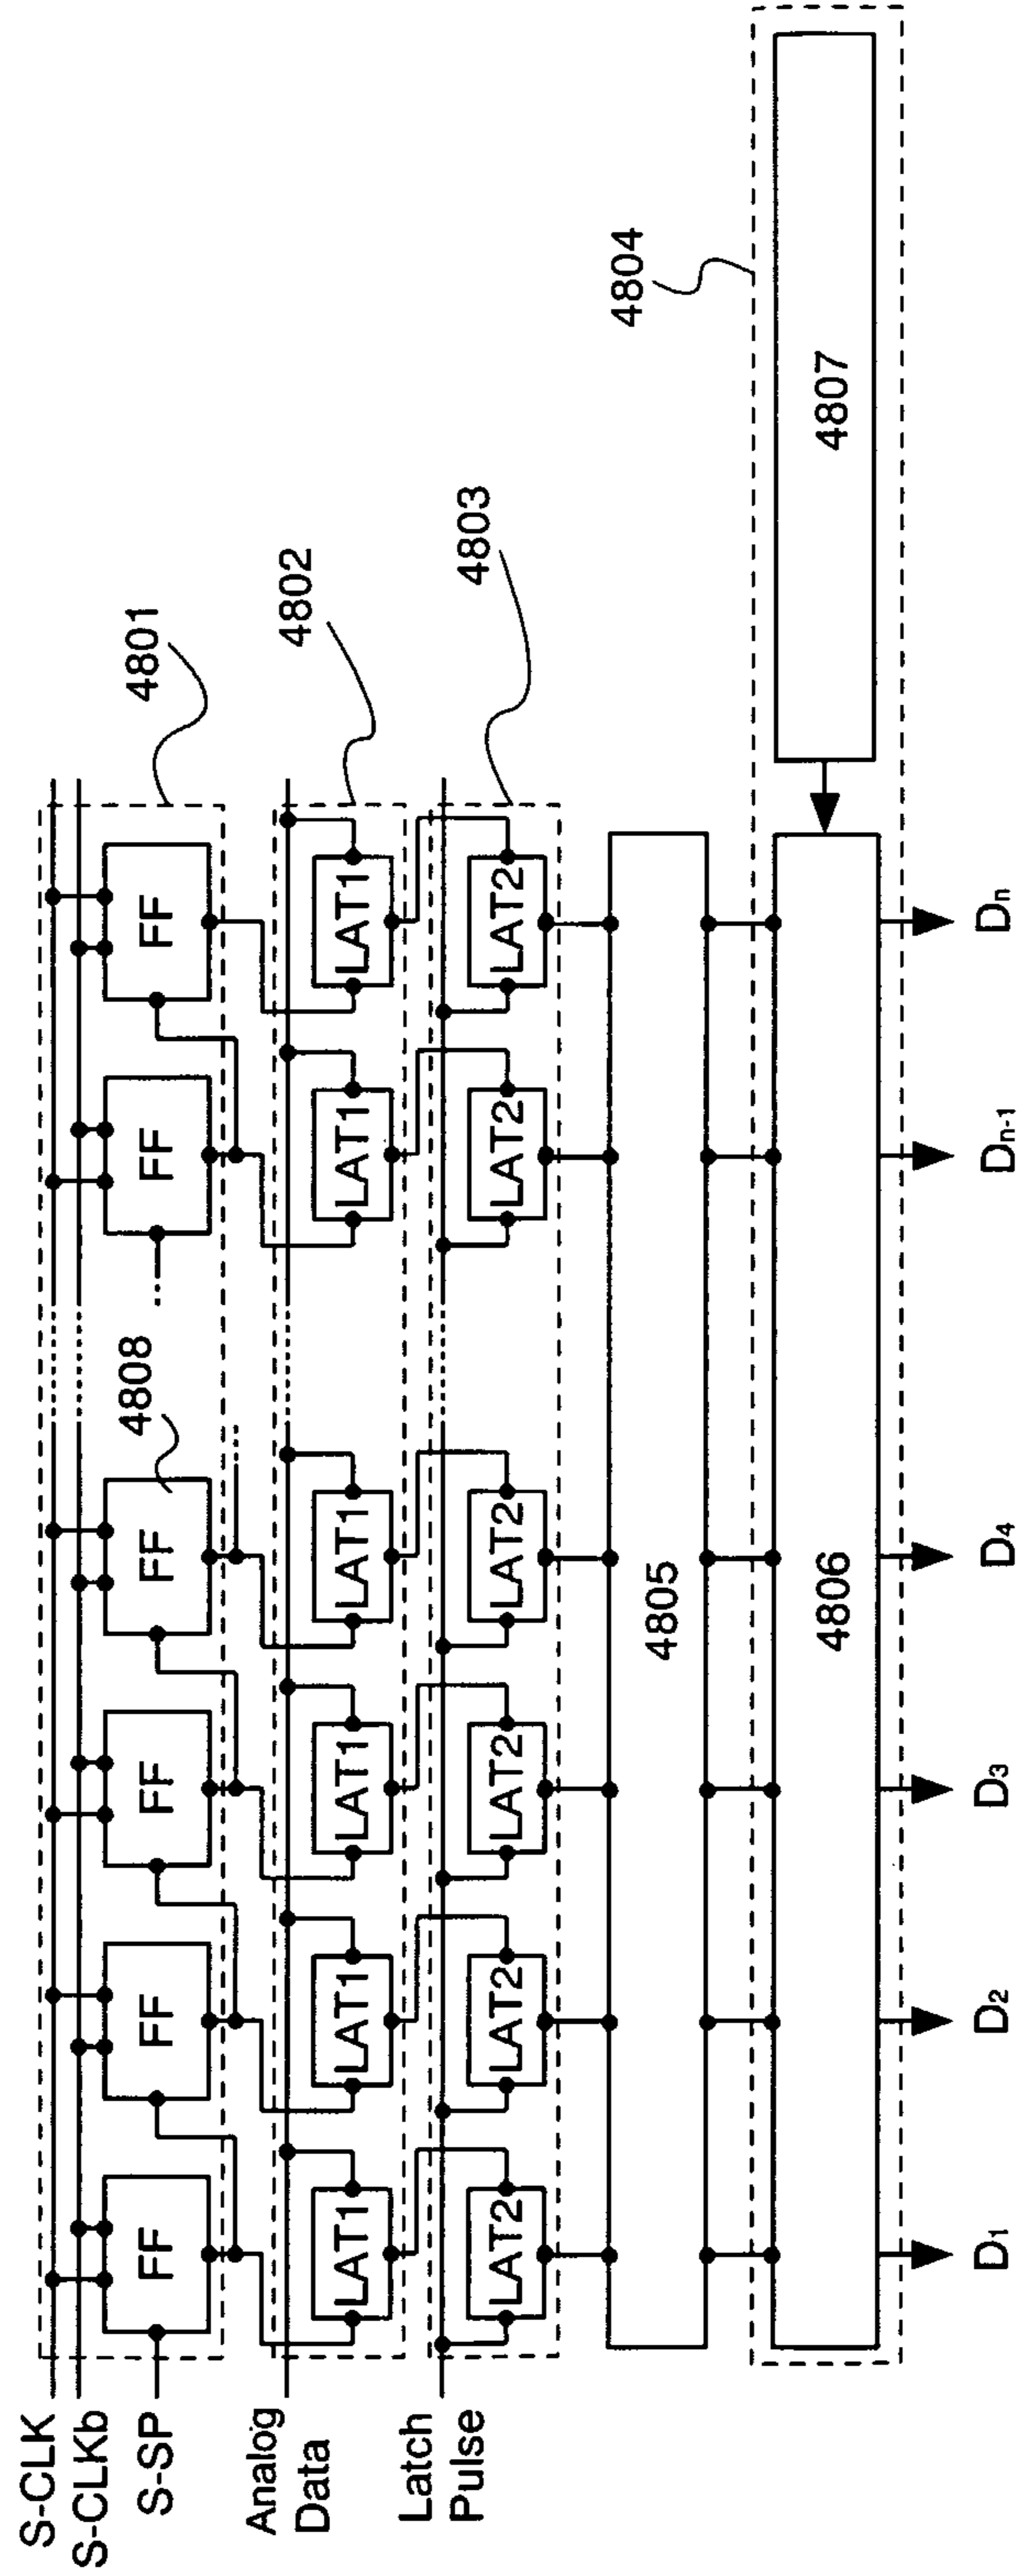 S-CLK
S-CLKb
S-SP
Analog
Data
Latch
Pulse
FF FF FF FF FF FF
4808
4801
LAT1 LAT1 LAT1 LAT1 LAT1 LAT1
4802
LAT2 LAT2 LAT2 LAT2 LAT2 LAT2
4803
4805
4804
4806
4807
D1 D2 D3 D4 Dn-1 Dn